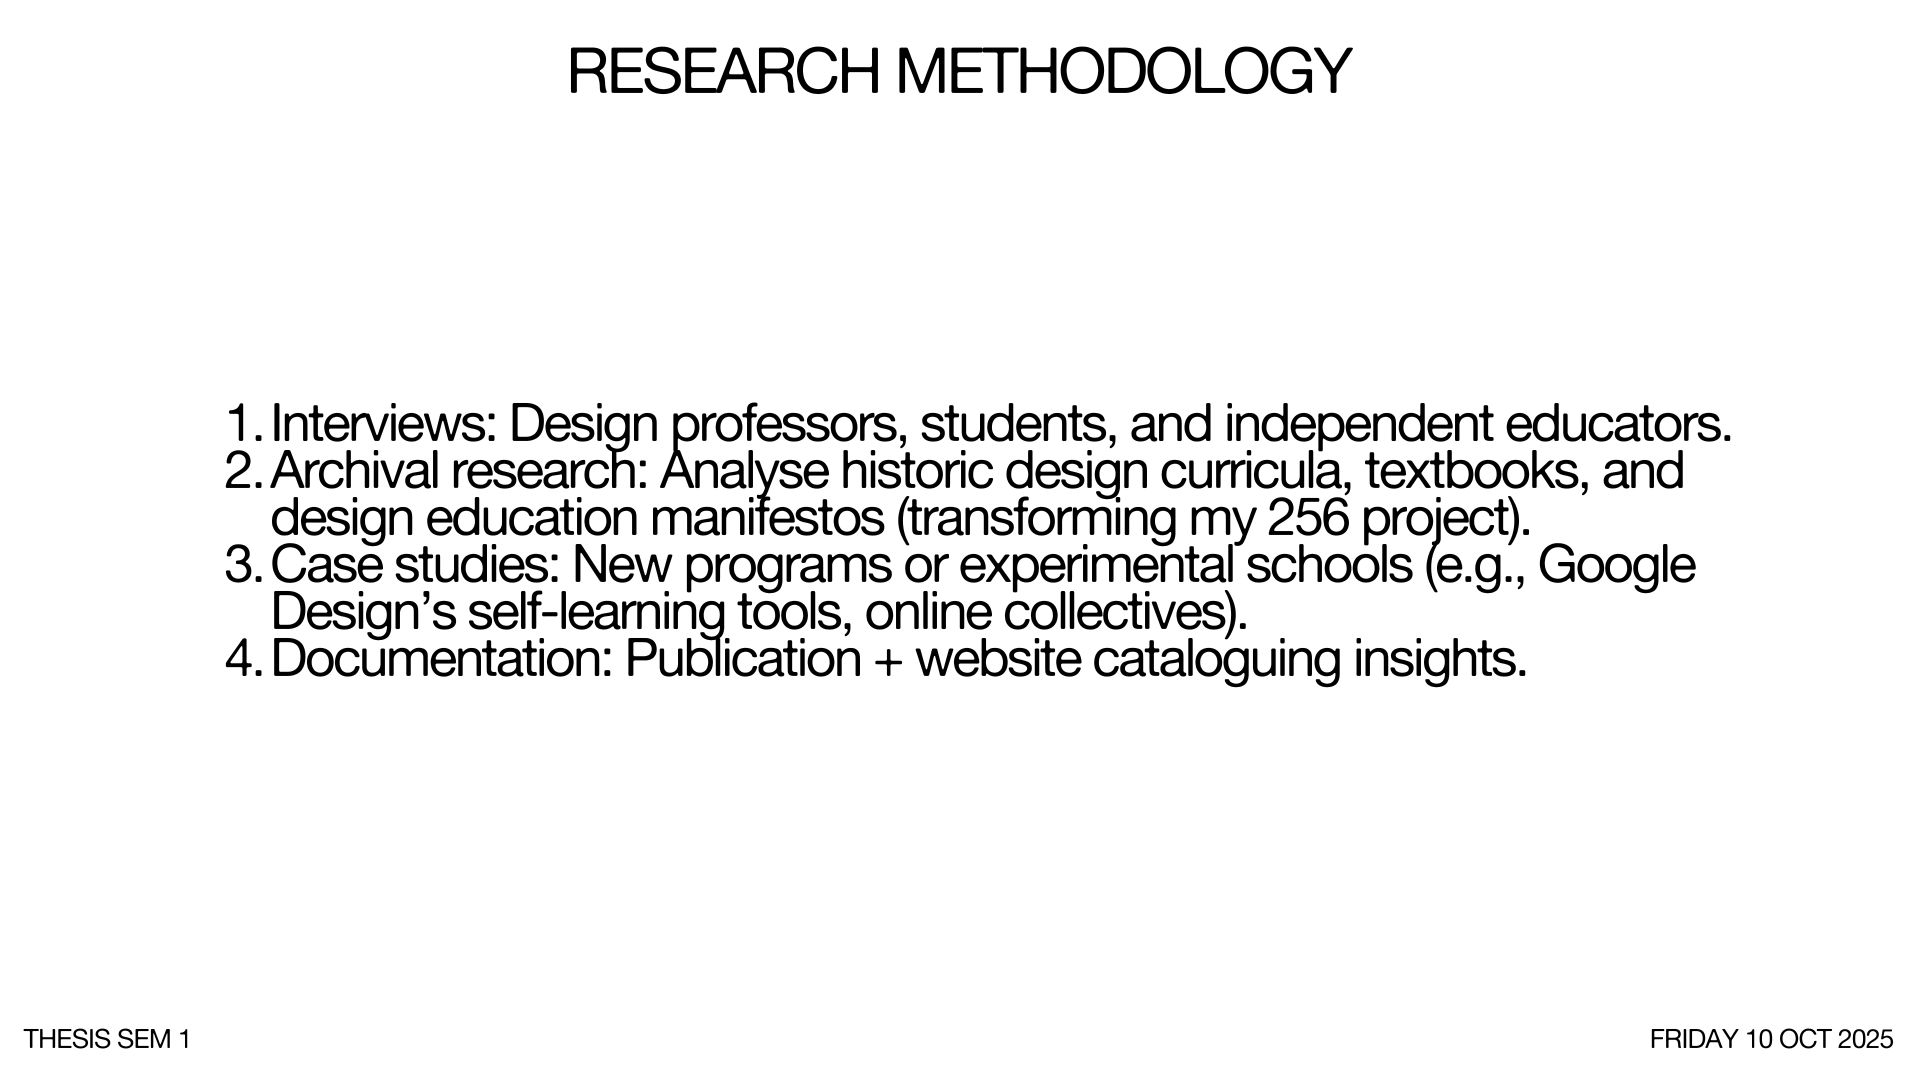 RESEARCH METHODOLOGY
1. Interviews: Design professors, students, and independent educators.
2. Archival research: Analyse historic design curricula, textbooks, and
design education manifestos (transforming my 256 project).
3. Case studies: New programs or experimental schools (e.g., Google
Design’s self-learning tools, online collectives).
4. Documentation: Publication + website cataloguing insights.
THESIS SEM 1
FRIDAY 10 OCT 2025